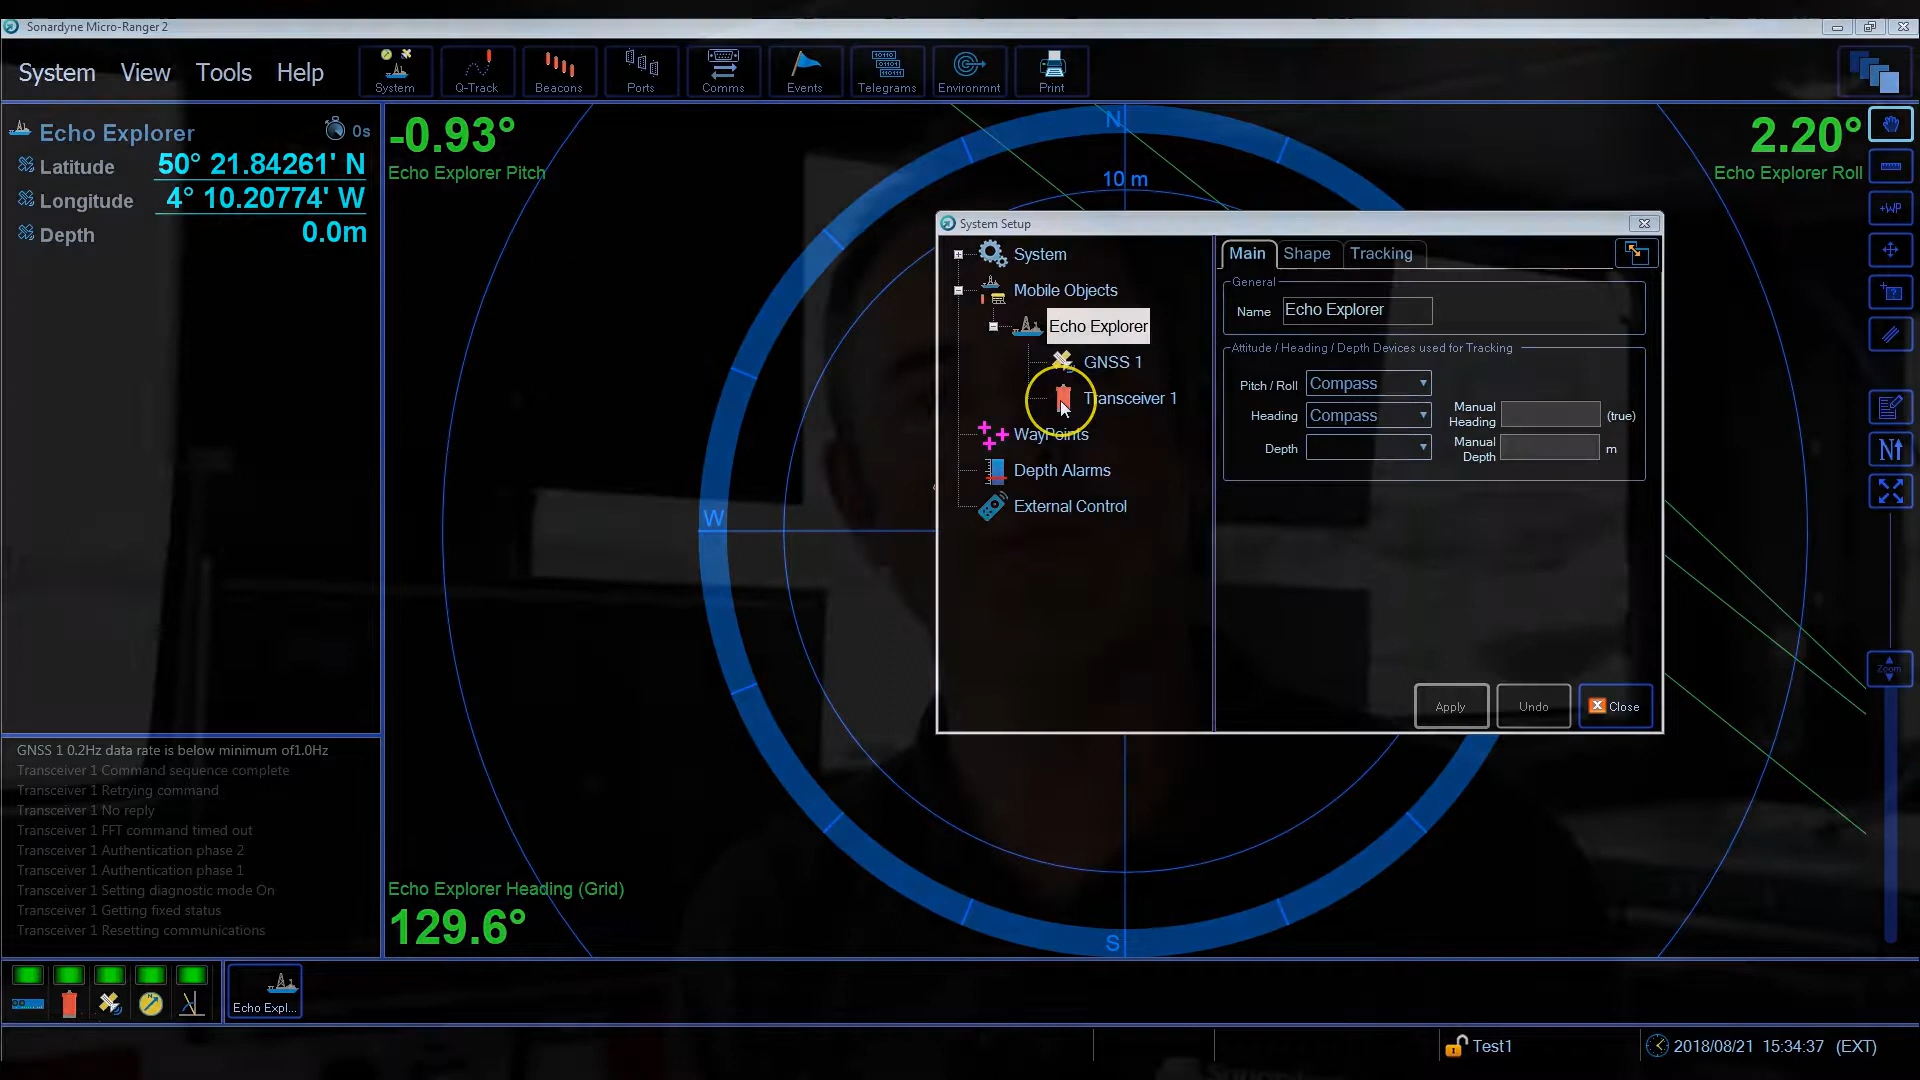 Sonardyne Micro-Ranger 2
System View Tools Help
System Q-Track Beacons Ports Comms Events Telegrams Environmnt Print
Echo Explorer 0s
Latitude 50° 21.84261' N
Longitude 4° 10.20774' W
Depth 0.0m
-0.93°
Echo Explorer Pitch
2.20°
Echo Explorer Roll
N
10 m
W
S
+WP
N
Zoom
System Setup
System
Mobile Objects
Echo Explorer
GNSS 1
Transceiver 1
WayPoints
Depth Alarms
External Control
Main Shape Tracking
General
Name Echo Explorer
Attitude / Heading / Depth Devices used for Tracking
Pitch / Roll Compass
Heading Compass Manual Heading (true)
Depth Manual Depth m
Apply Undo X Close
GNSS 1 0.2Hz data rate is below minimum of1.0Hz
Transceiver 1 Command sequence complete
Transceiver 1 Retrying command
Transceiver 1 No reply
Transceiver 1 FFT command timed out
Transceiver 1 Authentication phase 2
Transceiver 1 Authentication phase 1
Transceiver 1 Setting diagnostic mode On
Transceiver 1 Getting fixed status
Transceiver 1 Resetting communications
Echo Explorer Heading (Grid)
129.6°
Echo Expl...
Test1 2018/08/21 15:34:37 (EXT)